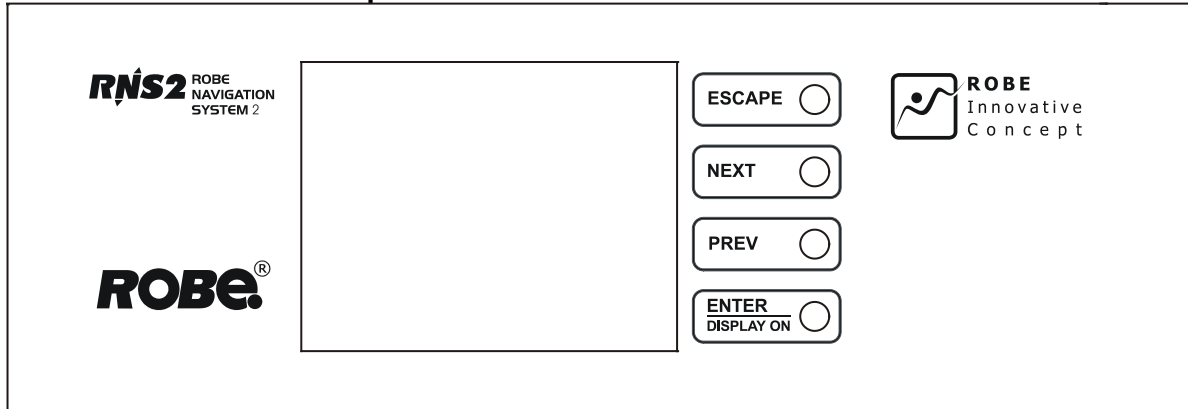 RNS2 ROBE
NAVIGATION
SYSTEM 2
ROBE®
ESCAPE
NEXT
PREV
ENTER
DISPLAY ON
ROBE
Innovative
Concept